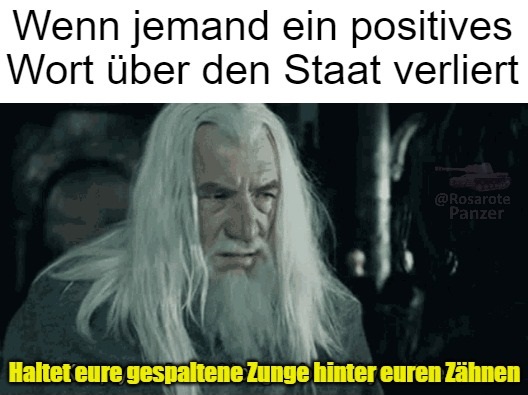 Wenn jemand ein positives
Wort über den Staat verliert
@Rosarote
Panzer
Haltet eure gespaltene Zunge hinter euren Zähnen